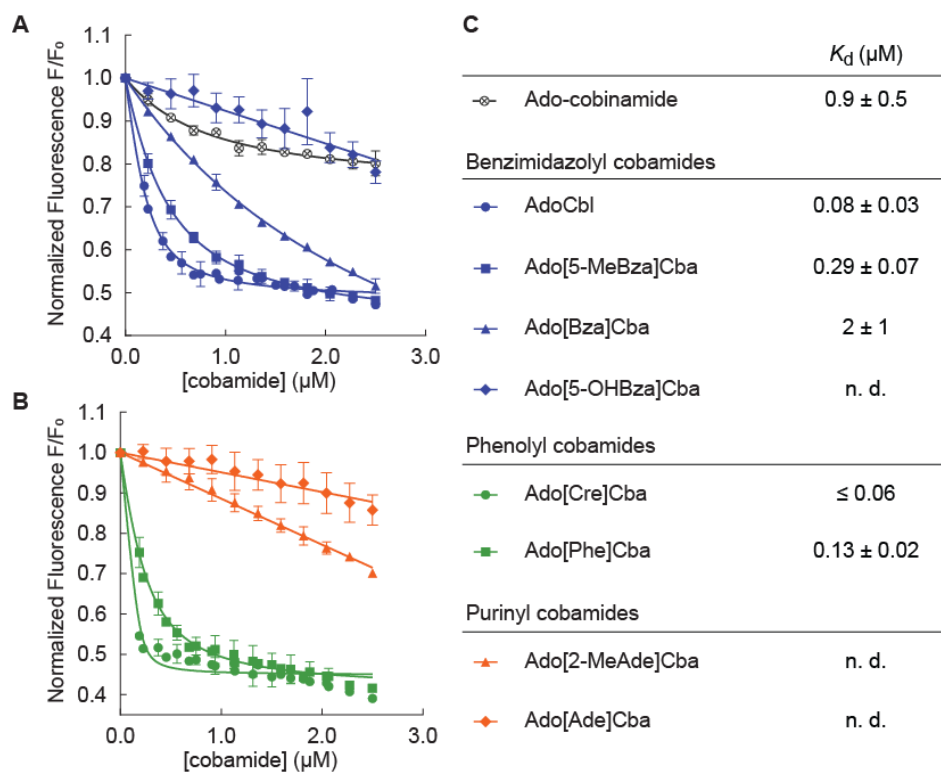 A
Normalized Fluorescence F/F₀
1.1
1.0
0.9
0.8
0.7
0.6
0.5
0.4
0.0 1.0 2.0 3.0
[cobamide] (μM)
B
Normalized Fluorescence F/F₀
1.1
1.0
0.9
0.8
0.7
0.6
0.5
0.4
0.0 1.0 2.0 3.0
[cobamide] (μM)
C
Kd (μM)
Ado-cobinamide 0.9 ± 0.5
Benzimidazolyl cobamides
AdoCbl 0.08 ± 0.03
Ado[5-MeBza]Cba 0.29 ± 0.07
Ado[Bza]Cba 2 ± 1
Ado[5-OHBza]Cba n. d.
Phenolyl cobamides
Ado[Cre]Cba ≤ 0.06
Ado[Phe]Cba 0.13 ± 0.02
Purinyl cobamides
Ado[2-MeAde]Cba n. d.
Ado[Ade]Cba n. d.